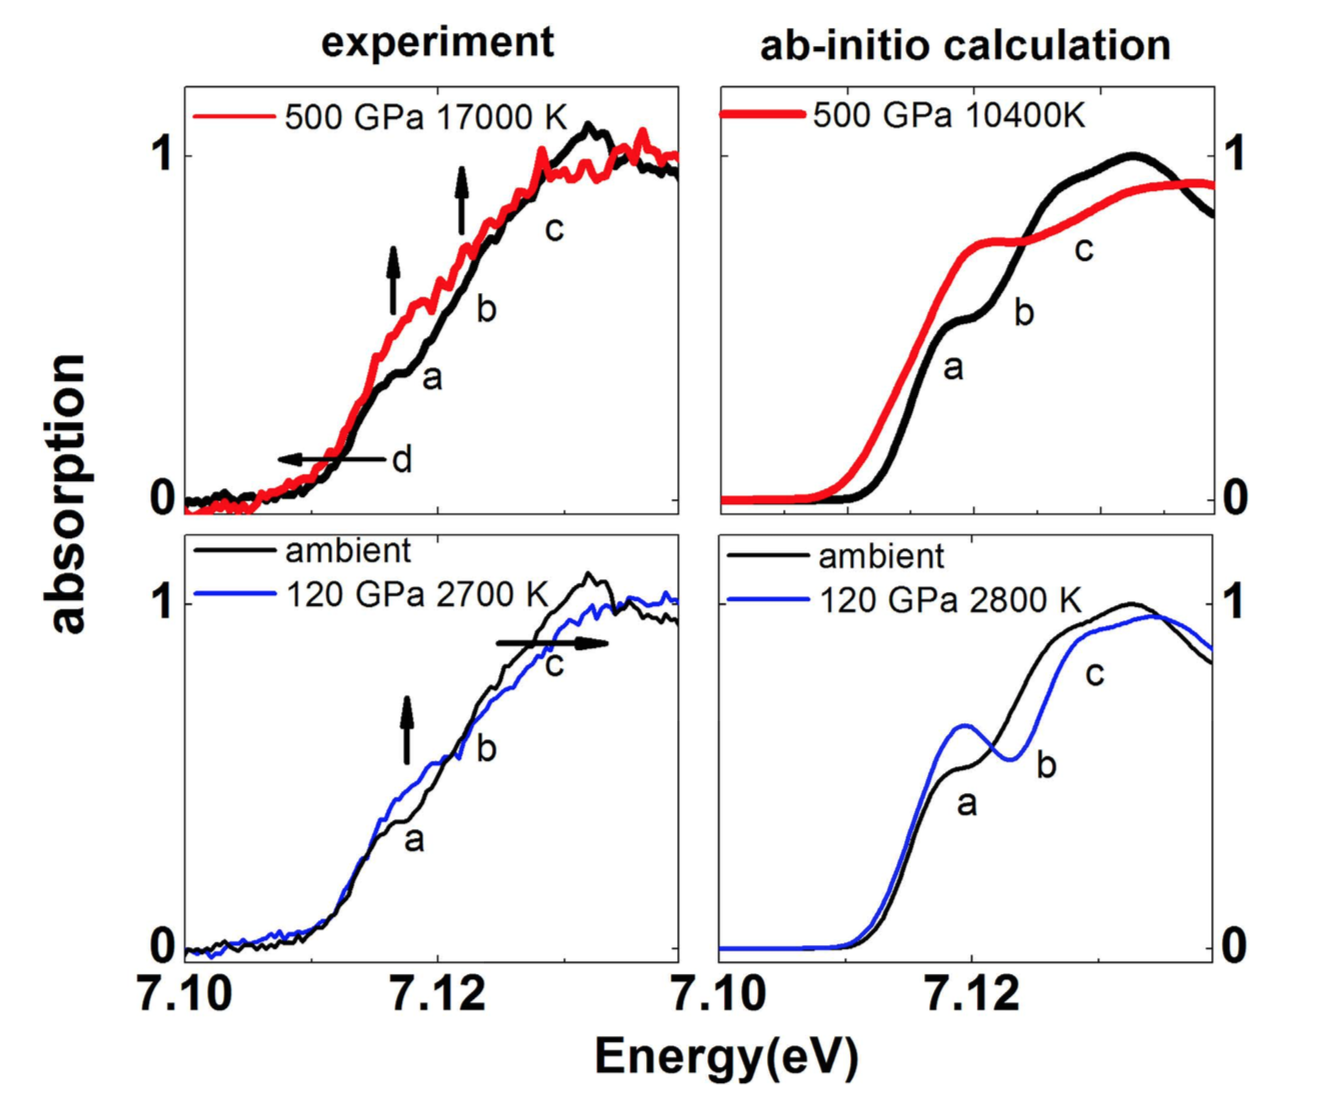 experiment
ab-initio calculation
500 GPa 17000 K
500 GPa 10400K
1
1
c
c
b
b
a
a
d
0
0
ambient
ambient
120 GPa 2700 K
120 GPa 2800 K
1
1
c
c
b
b
a
a
0
0
7.10
7.12
7.10
7.12
absorption
Energy(eV)